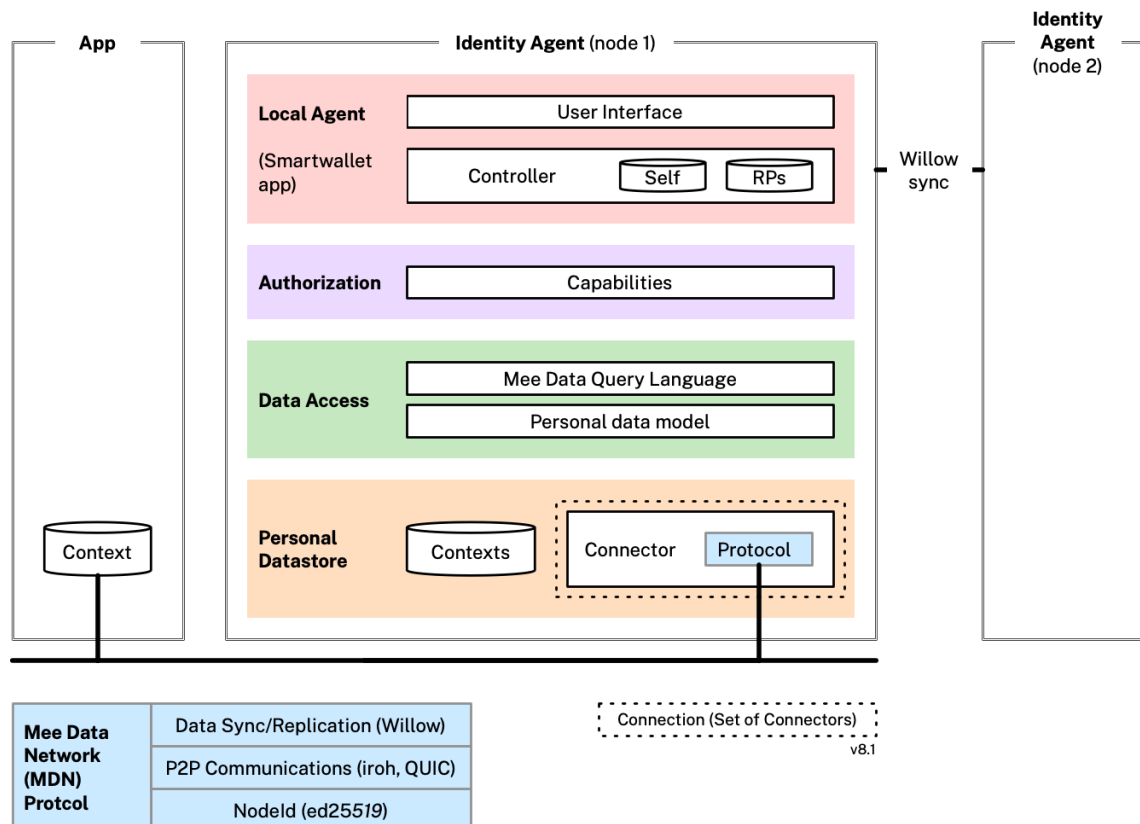 App
Identity Agent (node 1)
Identity
Agent
(node 2)
Local Agent
(Smartwallet
app)
User Interface
Controller
Self
RPs
Willow
sync
Authorization
Capabilities
Data Access
Mee Data Query Language
Personal data model
Context
Personal
Datastore
Contexts
Connector
Protocol
Mee Data
Network
(MDN)
Protcol
Data Sync/Replication (Willow)
P2P Communications (iroh, QUIC)
NodeId (ed25519)
Connection (Set of Connectors)
v8.1